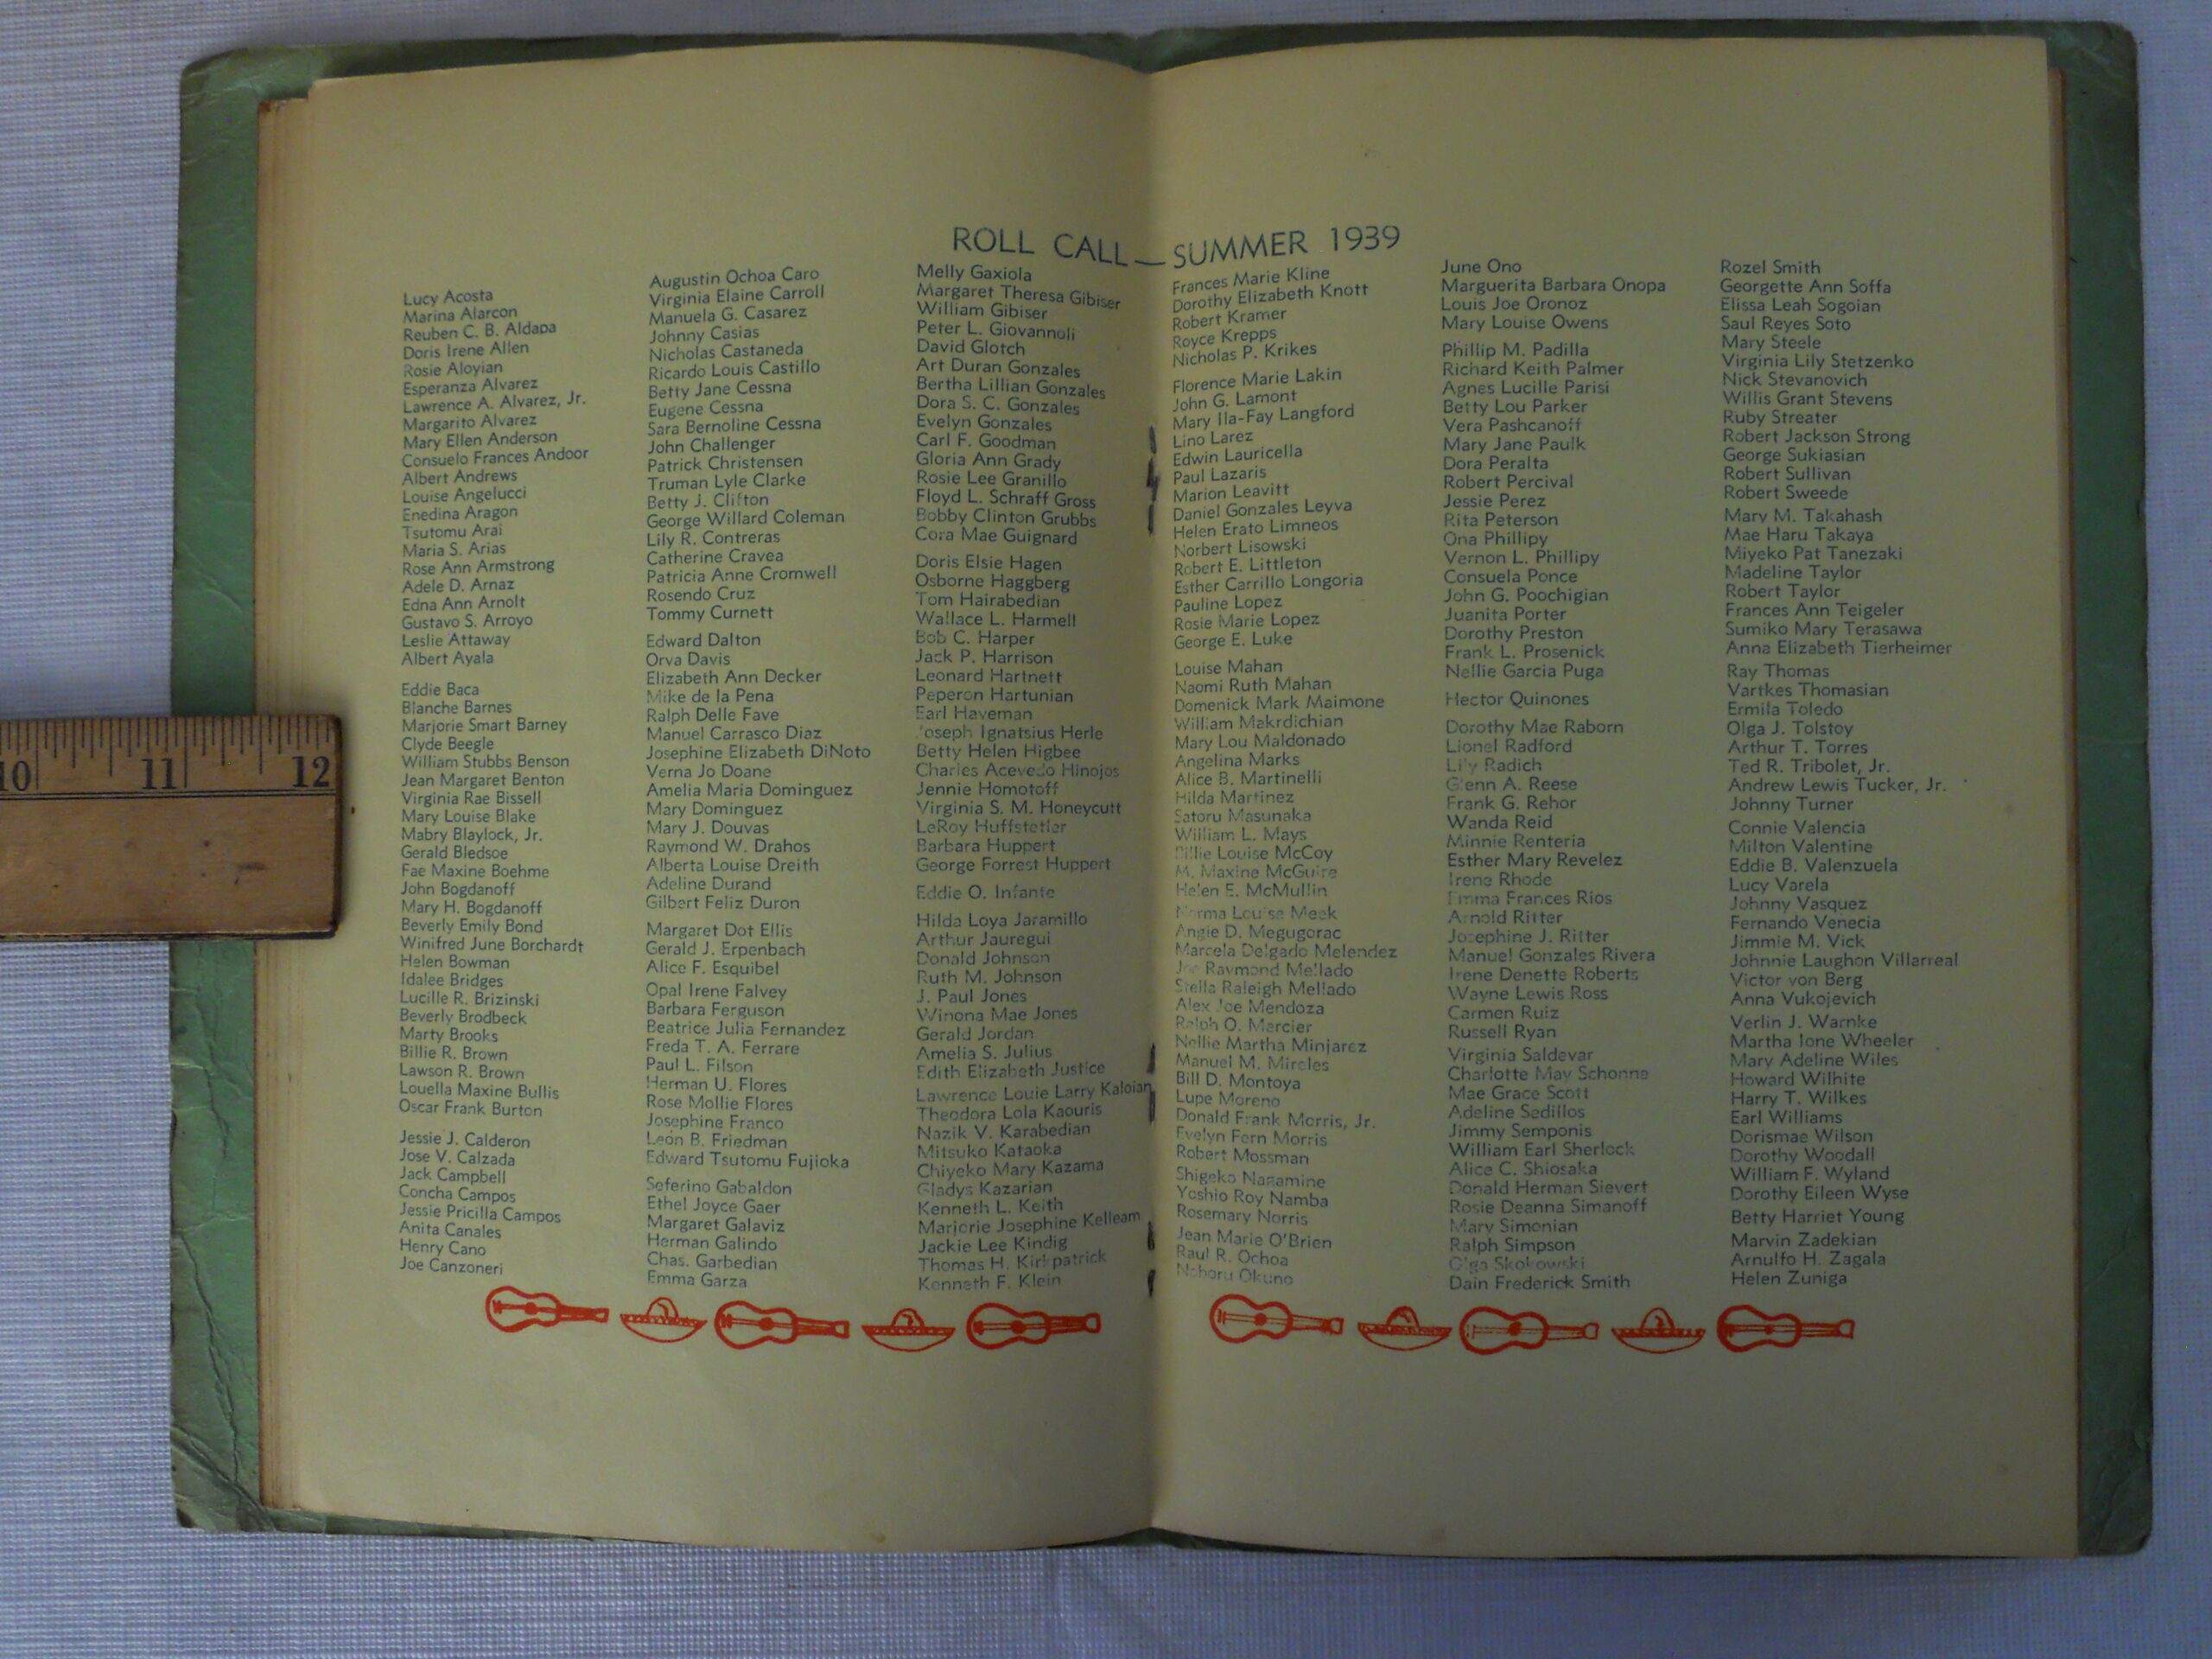 ROLL CALL — SUMMER 1939
Lucy Acosta
Marina Alarcon
Reuben C. B. Aldapa
Doris Irene Allen
Rosie Aloyian
Esperanza Alvarez
Lawrence A. Alvarez, Jr.
Margarito Alvarez
Mary Ellen Anderson
Consuelo Frances Andoor
Albert Andrews
Louise Angelucci
Enedina Aragon
Tsutomu Arai
Maria S. Arias
Rose Ann Armstrong
Adele D. Arnaz
Edna Ann Arnolt
Gustavo S. Arroyo
Leslie Attaway
Albert Ayala
Eddie Baca
Blanche Barnes
Marjorie Smart Barney
Clyde Beegle
William Stubbs Benson
Jean Margaret Benton
Virginia Rae Bissell
Mary Louise Blake
Mabry Blaylock, Jr.
Gerald Bledsoe
Fae Maxine Boehme
John Bogdanoff
Mary H. Bogdanoff
Beverly Emily Bond
Winifred June Borchardt
Helen Bowman
Idalee Bridges
Lucille R. Brizinski
Beverly Brodbeck
Marty Brooks
Billie R. Brown
Lawson R. Brown
Louella Maxine Bullis
Oscar Frank Burton
Jessie J. Calderon
Jose V. Calzada
Jack Campbell
Concha Campos
Jessie Pricilla Campos
Anita Canales
Henry Cano
Joe Canzoneri
Augustin Ochoa Caro
Virginia Elaine Carroll
Manuela G. Casarez
Johnny Casias
Nicholas Castaneda
Ricardo Louis Castillo
Betty Jane Cessna
Eugene Cessna
Sara Bernoline Cessna
John Challenger
Patrick Christensen
Truman Lyle Clarke
Betty J. Clifton
George Willard Coleman
Lily R. Contreras
Catherine Cravea
Patricia Anne Cromwell
Rosendo Cruz
Tommy Curnett
Edward Dalton
Orva Davis
Elizabeth Ann Decker
Mike de la Pena
Ralph Delle Fave
Manuel Carrasco Diaz
Josephine Elizabeth DiNoto
Verna Jo Doane
Amelia Maria Dominguez
Mary Dominguez
Mary J. Douvas
Raymond W. Drahos
Alberta Louise Dreith
Adeline Durand
Gilbert Feliz Duron
Margaret Dot Ellis
Gerald J. Erpenbach
Alice F. Esquibel
Opal Irene Falvey
Barbara Ferguson
Beatrice Julia Fernandez
Freda T. A. Ferrare
Paul L. Filson
Herman U. Flores
Rose Mollie Flores
Josephine Franco
Leon B. Friedman
Edward Tsutomu Fujioka
Seferino Gabaldon
Ethel Joyce Gaer
Margaret Galaviz
Herman Galindo
Chas. Garbedian
Emma Garza
Melly Gaxiola
Margaret Theresa Gibiser
William Gibiser
Peter L. Giovannoli
David Glotch
Art Duran Gonzales
Bertha Lillian Gonzales
Dora S. C. Gonzales
Evelyn Gonzales
Carl F. Goodman
Gloria Ann Grady
Rosie Lee Granillo
Floyd L. Schraff Gross
Bobby Clinton Grubbs
Cora Mae Guignard
Doris Elsie Hagen
Osborne Haggberg
Tom Hairabedian
Wallace L. Harmell
Bob C. Harper
Jack P. Harrison
Leonard Hartnett
Peperon Hartunian
Earl Haveman
Joseph Ignatsius Herle
Betty Helen Higbee
Charles Acevedo Hinojos
Jennie Homotoff
Virginia S. M. Honeycutt
LeRoy Huffstetler
Barbara Huppert
George Forrest Huppert
Eddie O. Infante
Hilda Loya Jaramillo
Arthur Jauregui
Donald Johnson
Ruth M. Johnson
J. Paul Jones
Winona Mae Jones
Gerald Jordan
Amelia S. Julius
Edith Elizabeth Justice
Lawrence Louie Larry Kaloian
Theodora Lola Kaouris
Nazik V. Karabedian
Mitsuko Kataoka
Chiyeko Mary Kazama
Gladys Kazarian
Kenneth L. Keith
Marjorie Josephine Kelleam
Jackie Lee Kindig
Thomas H. Kirkpatrick
Kenneth F. Klein
Frances Marie Kline
Dorothy Elizabeth Knott
Robert Kramer
Royce Krepps
Nicholas P. Krikes
Florence Marie Lakin
John G. Lamont
Mary Ila-Fay Langford
Lino Larez
Edwin Lauricella
Paul Lazaris
Marion Leavitt
Daniel Gonzales Leyva
Helen Erato Limneos
Norbert Lisowski
Robert E. Littleton
Esther Carrillo Longoria
Pauline Lopez
Rosie Marie Lopez
George E. Luke
Louise Mahan
Naomi Ruth Mahan
Domenick Mark Maimone
William Makrdichian
Mary Lou Maldonado
Angelina Marks
Alice B. Martinelli
Hilda Martinez
Satoru Masunaka
William L. Mays
Billie Louise McCoy
M. Maxine McGuire
Helen E. McMullin
Norma Louise Meek
Angie D. Megugorac
Marcela Delgado Melendez
Joe Raymond Mellado
Stella Raleigh Mellado
Alex Joe Mendoza
Ralph O. Mercier
Nellie Martha Minjarez
Manuel M. Mireles
Bill D. Montoya
Lupe Moreno
Donald Frank Morris, Jr.
Evelyn Fern Morris
Robert Mossman
Shigeko Nagamine
Yoshio Roy Namba
Rosemary Norris
Jean Marie O'Brien
Raul R. Ochoa
Okuno
June Ono
Marguerita Barbara Onopa
Louis Joe Oronoz
Mary Louise Owens
Phillip M. Padilla
Richard Keith Palmer
Agnes Lucille Parisi
Betty Lou Parker
Vera Pashcanoff
Mary Jane Paulk
Dora Peralta
Robert Percival
Jessie Perez
Rita Peterson
Ona Phillipy
Vernon L. Phillipy
Consuela Ponce
John G. Poochigian
Juanita Porter
Dorothy Preston
Frank L. Prosenick
Nellie Garcia Puga
Hector Quinones
Dorothy Mae Raborn
Lionel Radford
Lily Radich
Glenn A. Reese
Frank G. Rehor
Wanda Reid
Minnie Renteria
Esther Mary Revelez
Irene Rhode
Emma Frances Rios
Arnold Ritter
Josephine J. Ritter
Manuel Gonzales Rivera
Irene Denette Roberts
Wayne Lewis Ross
Carmen Ruiz
Russell Ryan
Virginia Saldevar
Charlotte May Schonne
Mae Grace Scott
Adeline Sedillos
Jimmy Semponis
William Earl Sherlock
Alice C. Shiosaka
Donald Herman Sievert
Rosie Deanna Simanoff
Mary Simonian
Ralph Simpson
Olga Skokowski
Dain Frederick Smith
Rozel Smith
Georgette Ann Soffa
Elissa Leah Sogoian
Saul Reyes Soto
Mary Steele
Virginia Lily Stetzenko
Nick Stevanovich
Willis Grant Stevens
Ruby Streater
Robert Jackson Strong
George Sukiasian
Robert Sullivan
Robert Sweede
Mary M. Takahash
Mae Haru Takaya
Miyeko Pat Tanezaki
Madeline Taylor
Robert Taylor
Frances Ann Teigeler
Sumiko Mary Terasawa
Anna Elizabeth Tierheimer
Ray Thomas
Vartkes Thomasian
Ermila Toledo
Olga J. Tolstoy
Arthur T. Torres
Ted R. Tribolet, Jr.
Andrew Lewis Tucker, Jr.
Johnny Turner
Connie Valencia
Milton Valentine
Eddie B. Valenzuela
Lucy Varela
Johnny Vasquez
Fernando Venecia
Jimmie M. Vick
Johnnie Laughon Villarreal
Victor von Berg
Anna Vukojevich
Verlin J. Warnke
Martha Ione Wheeler
Mary Adeline Wiles
Howard Wilhite
Harry T. Wilkes
Earl Williams
Dorismae Wilson
Dorothy Woodall
William F. Wyland
Dorothy Eileen Wyse
Betty Harriet Young
Marvin Zadekian
Arnulfo H. Zagala
Helen Zuniga
10 11 12